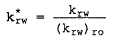 k*rw = krw / (krw)ro